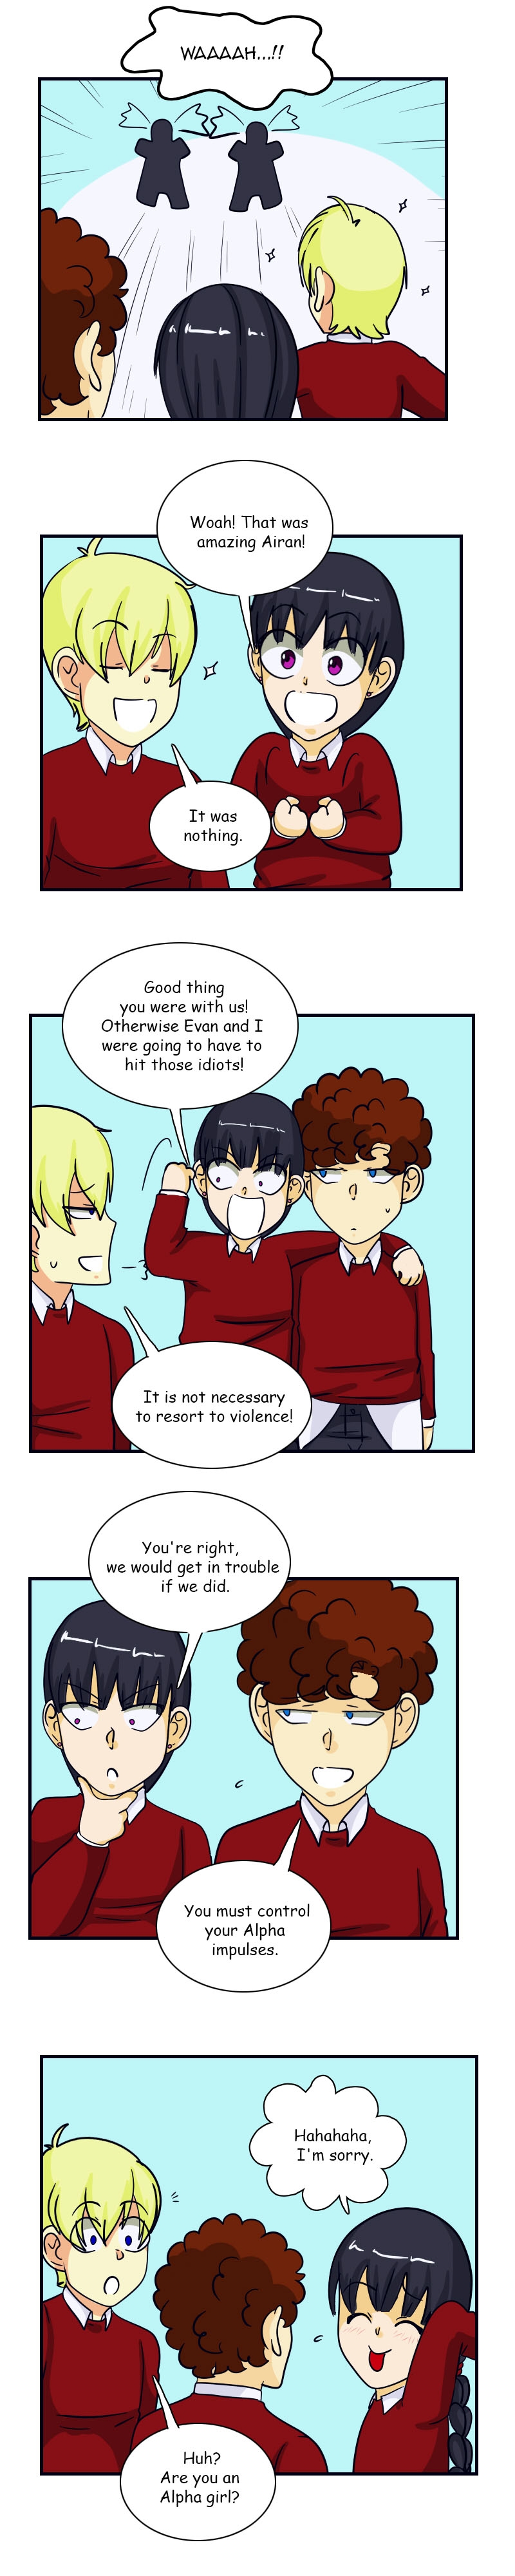 WAAAAH...!!
Woah! That was
amazing Airan!
It was
nothing.
Good thing
you were with us!
Otherwise Evan and I
were going to have to
hit those idiots!
It is not necessary
to resort to violence!
You're right,
we would get in trouble
if we did.
You must control
your Alpha
impulses.
Hahahaha,
I'm sorry.
Huh?
Are you an
Alpha girl?